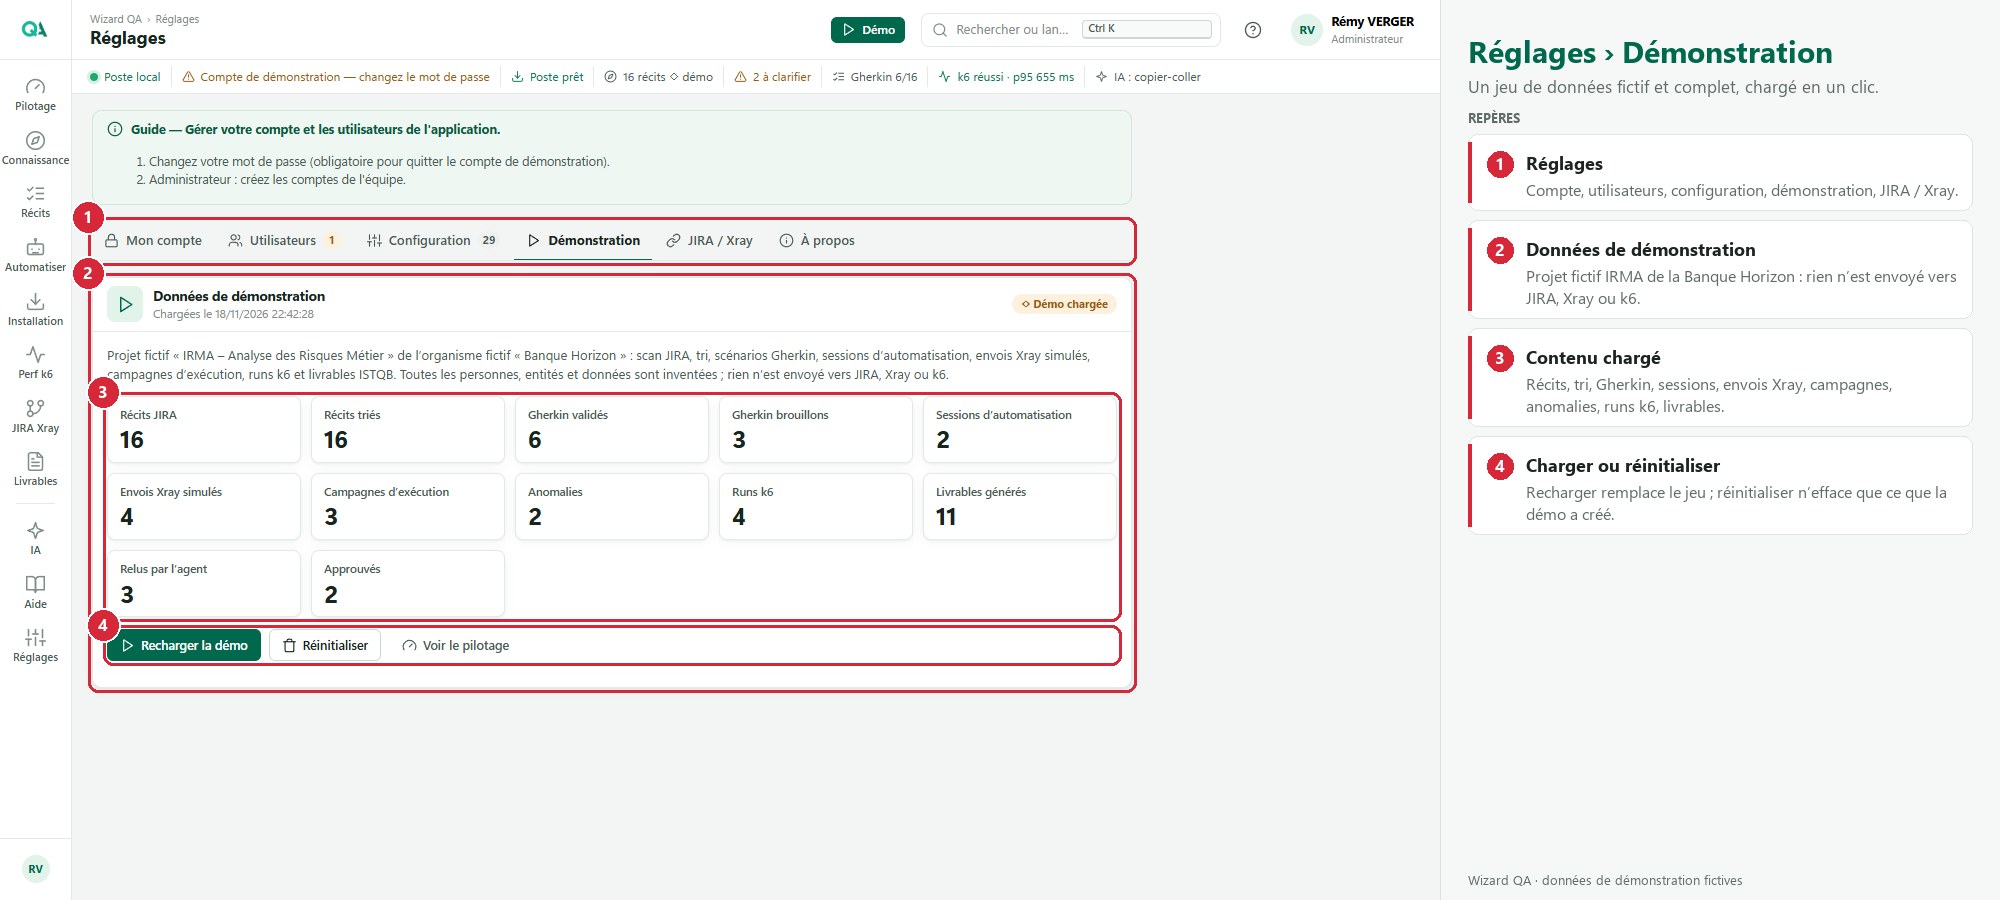 QA
Wizard QA › Réglages
Réglages
Démo
Rechercher ou lan...
Ctrl K
RV
Rémy VERGER
Administrateur
Poste local
Compte de démonstration — changez le mot de passe
Poste prêt
16 récits ◇ démo
2 à clarifier
Gherkin 6/16
k6 réussi · p95 655 ms
IA : copier-coller
Pilotage
Connaissance
Récits
Automatiser
Installation
Perf k6
JIRA Xray
Livrables
IA
Aide
Réglages
RV
Guide — Gérer votre compte et les utilisateurs de l'application.
1. Changez votre mot de passe (obligatoire pour quitter le compte de démonstration).
2. Administrateur : créez les comptes de l'équipe.
1
Mon compte
Utilisateurs 1
Configuration 29
Démonstration
JIRA / Xray
À propos
2
Données de démonstration
Chargées le 18/11/2026 22:42:28
◇ Démo chargée
Projet fictif « IRMA – Analyse des Risques Métier » de l’organisme fictif « Banque Horizon » : scan JIRA, tri, scénarios Gherkin, sessions d’automatisation, envois Xray simulés,
campagnes d’exécution, runs k6 et livrables ISTQB. Toutes les personnes, entités et données sont inventées ; rien n’est envoyé vers JIRA, Xray ou k6.
3
Récits JIRA
16
Récits triés
16
Gherkin validés
6
Gherkin brouillons
3
Sessions d’automatisation
2
Envois Xray simulés
4
Campagnes d’exécution
3
Anomalies
2
Runs k6
4
Livrables générés
11
Relus par l’agent
3
Approuvés
2
4
Recharger la démo
Réinitialiser
Voir le pilotage
Réglages › Démonstration
Un jeu de données fictif et complet, chargé en un clic.
REPÈRES
1
Réglages
Compte, utilisateurs, configuration, démonstration, JIRA / Xray.
2
Données de démonstration
Projet fictif IRMA de la Banque Horizon : rien n’est envoyé vers
JIRA, Xray ou k6.
3
Contenu chargé
Récits, tri, Gherkin, sessions, envois Xray, campagnes,
anomalies, runs k6, livrables.
4
Charger ou réinitialiser
Recharger remplace le jeu ; réinitialiser n’efface que ce que la
démo a créé.
Wizard QA · données de démonstration fictives